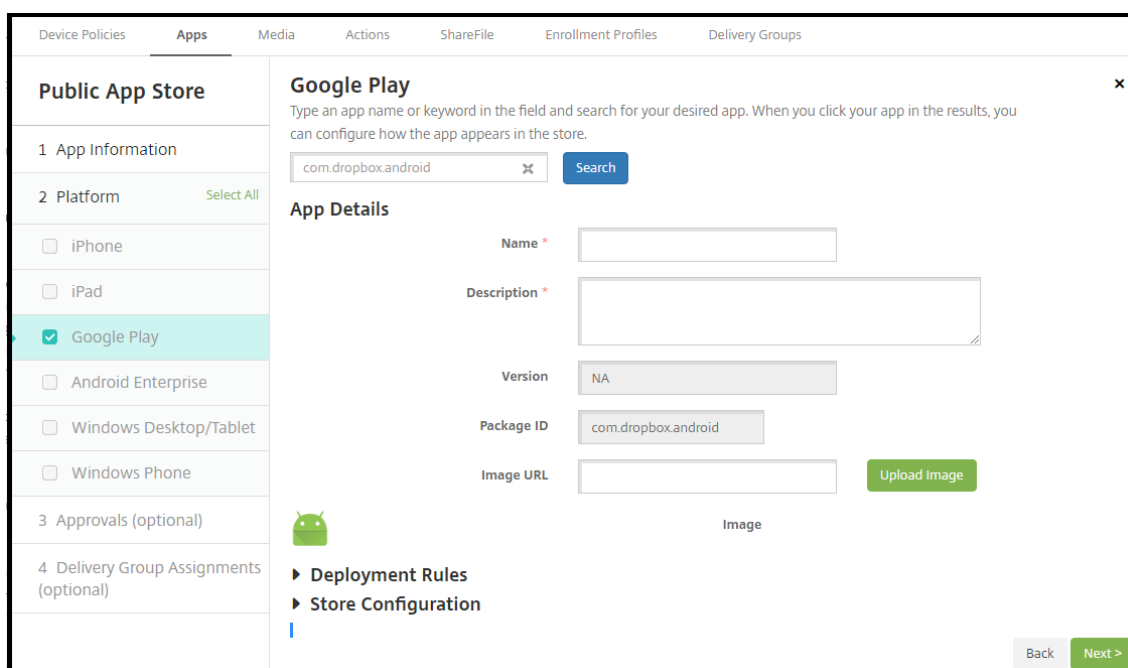 Device Policies Apps Media Actions ShareFile Enrollment Profiles Delivery Groups
Public App Store
1 App Information
2 Platform Select All
iPhone
iPad
Google Play
Android Enterprise
Windows Desktop/Tablet
Windows Phone
3 Approvals (optional)
4 Delivery Group Assignments
(optional)
Google Play
Type an app name or keyword in the field and search for your desired app. When you click your app in the results, you
can configure how the app appears in the store.
com.dropbox.android Search
App Details
Name *
Description *
Version NA
Package ID com.dropbox.android
Image URL Upload Image
Image
Deployment Rules
Store Configuration
Back Next >